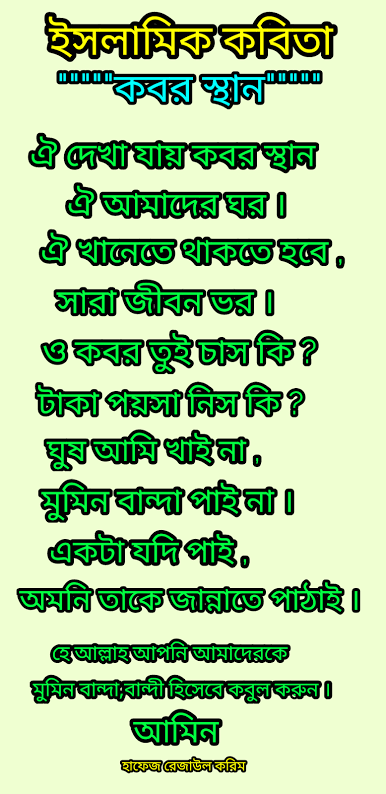 ইসলামিক কবিতা
"""""কবর স্থান"""""
ঐ দেখা যায় কবর স্থান
ঐ আমাদের ঘর ।
ঐ খানেতে থাকতে হবে ,
সারা জীবন ভর ।
ও কবর তুই চাস কি ?
টাকা পয়সা নিস কি ?
ঘুষ আমি খাই না ,
মুমিন বান্দা পাই না ।
একটা যদি পাই ,
অমনি তাকে জান্নাতে পাঠাই ।
হে আল্লাহ আপনি আমাদেরকে
মুমিন বান্দা,বান্দী হিসেবে কবুল করুন ।
আমিন
হাফেজ রেজাউল করিম